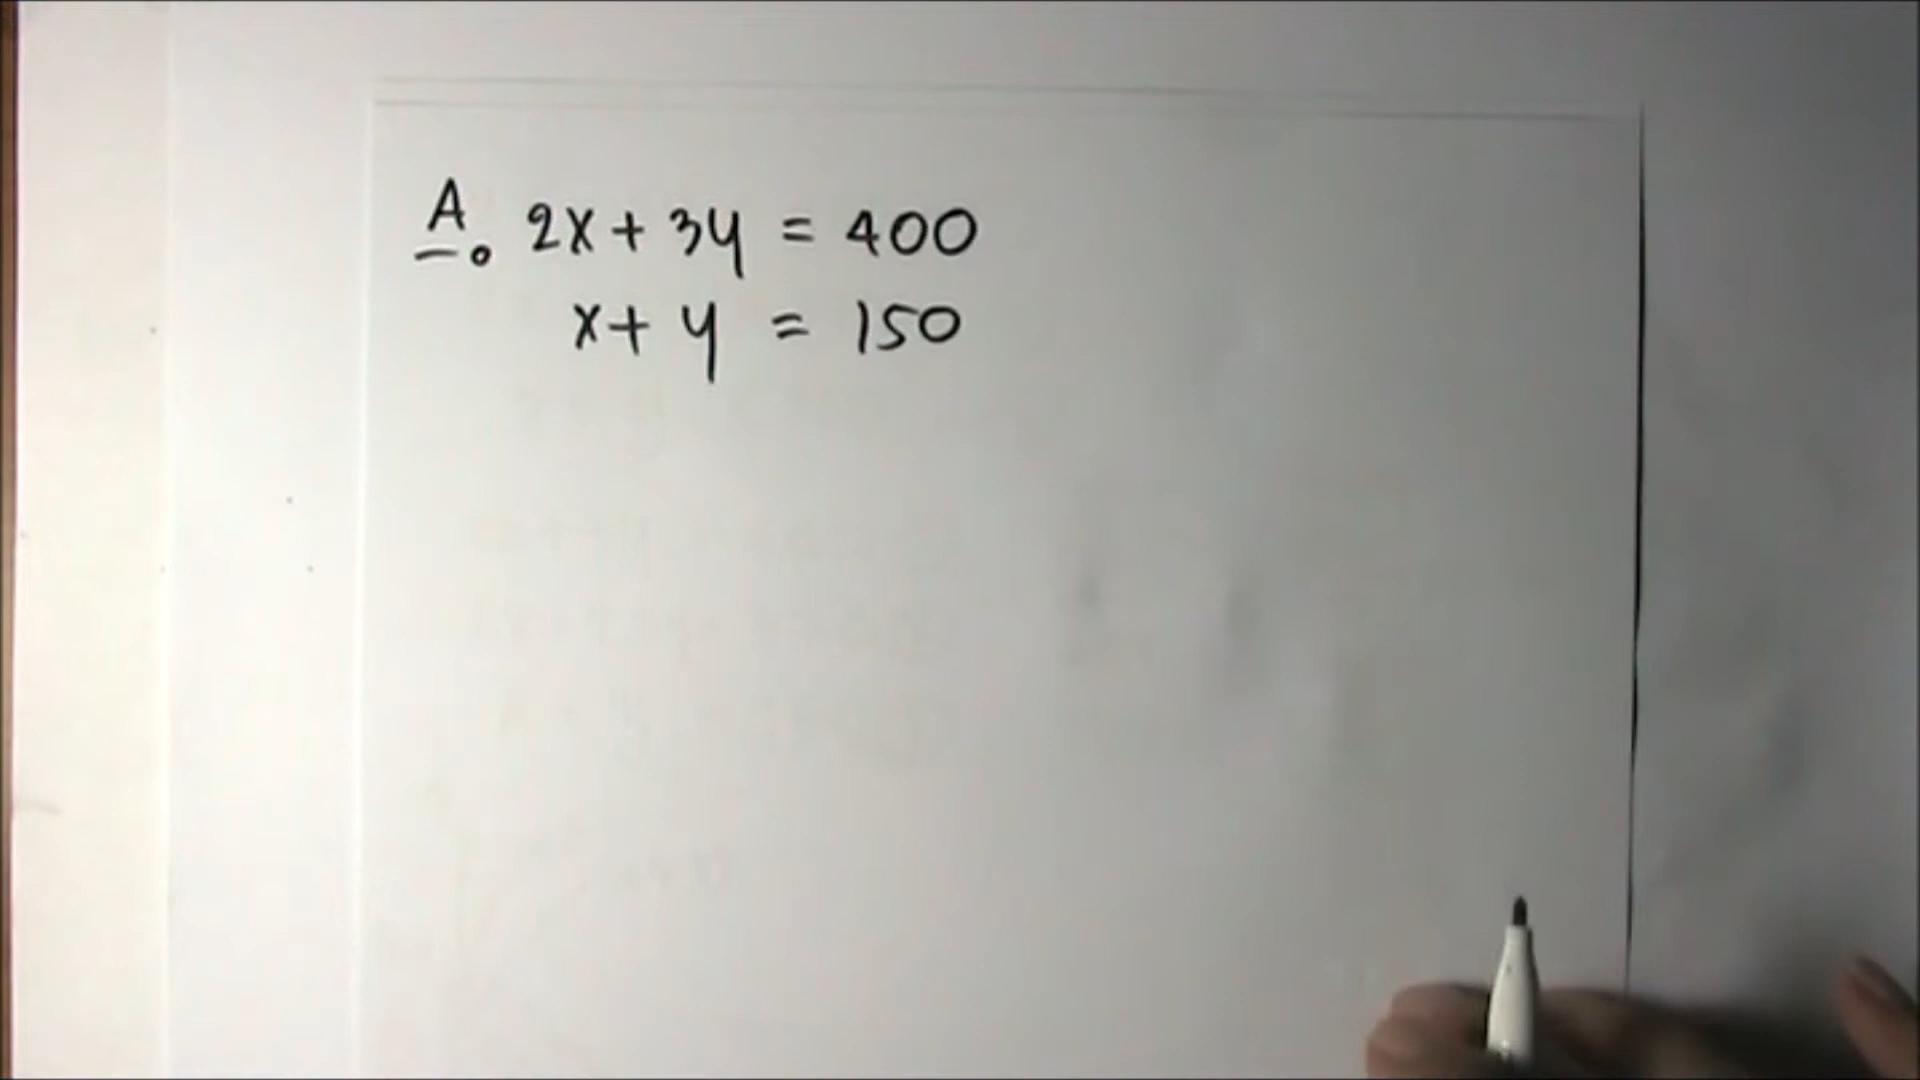 A. 2x + 3y = 400
x + y = 150